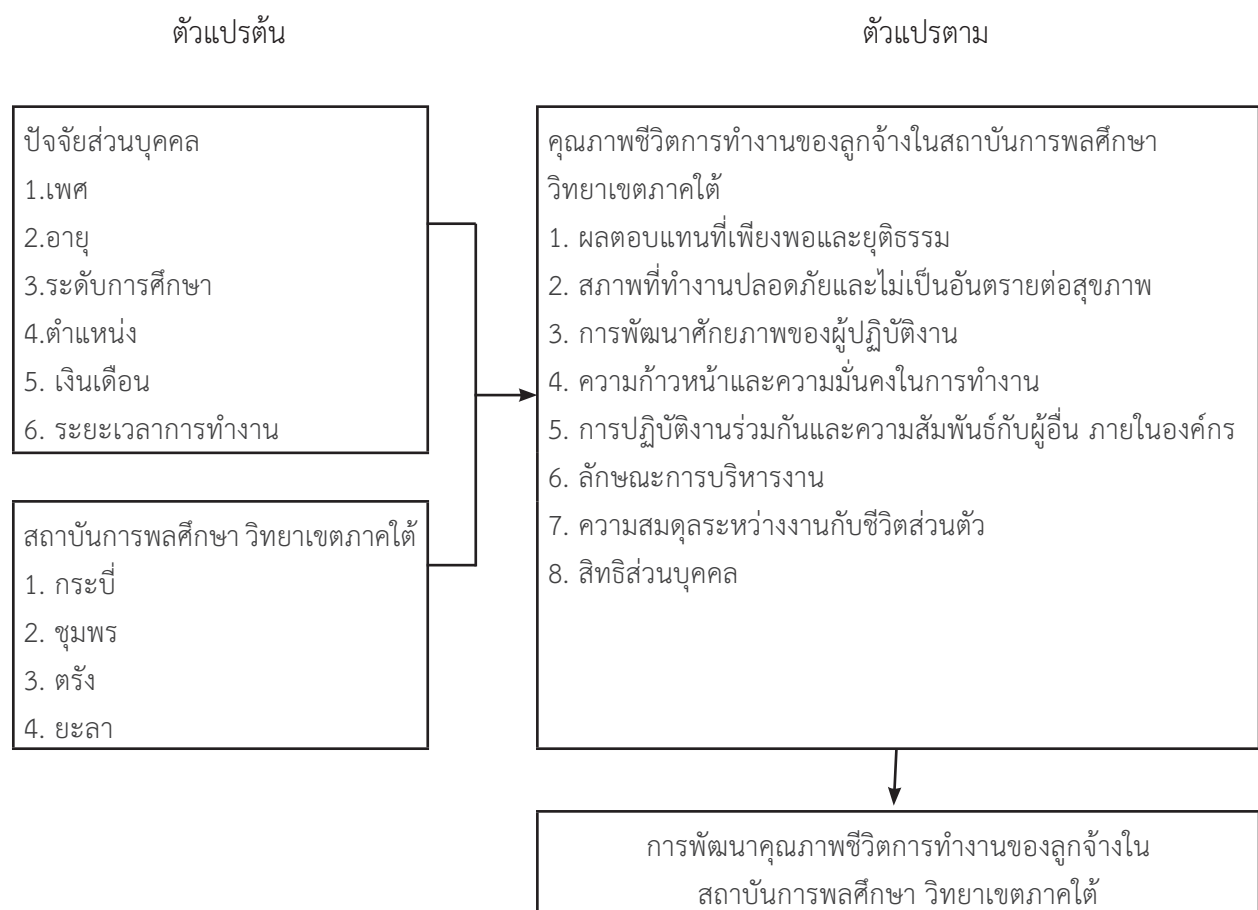 ตัวแปรต้น
ตัวแปรตาม
ปัจจัยส่วนบุคคล
1.เพศ
2.อายุ
3.ระดับการศึกษา
4.ตำแหน่ง
5. เงินเดือน
6. ระยะเวลาการทำงาน
สถาบันการพลศึกษา วิทยาเขตภาคใต้
1. กระบี่
2. ชุมพร
3. ตรัง
4. ยะลา
คุณภาพชีวิตการทำงานของลูกจ้างในสถาบันการพลศึกษา
วิทยาเขตภาคใต้
1. ผลตอบแทนที่เพียงพอและยุติธรรม
2. สภาพที่ทำงานปลอดภัยและไม่เป็นอันตรายต่อสุขภาพ
3. การพัฒนาศักยภาพของผู้ปฏิบัติงาน
4. ความก้าวหน้าและความมั่นคงในการทำงาน
5. การปฏิบัติงานร่วมกันและความสัมพันธ์กับผู้อื่น ภายในองค์กร
6. ลักษณะการบริหารงาน
7. ความสมดุลระหว่างงานกับชีวิตส่วนตัว
8. สิทธิส่วนบุคคล
การพัฒนาคุณภาพชีวิตการทำงานของลูกจ้างใน
สถาบันการพลศึกษา วิทยาเขตภาคใต้